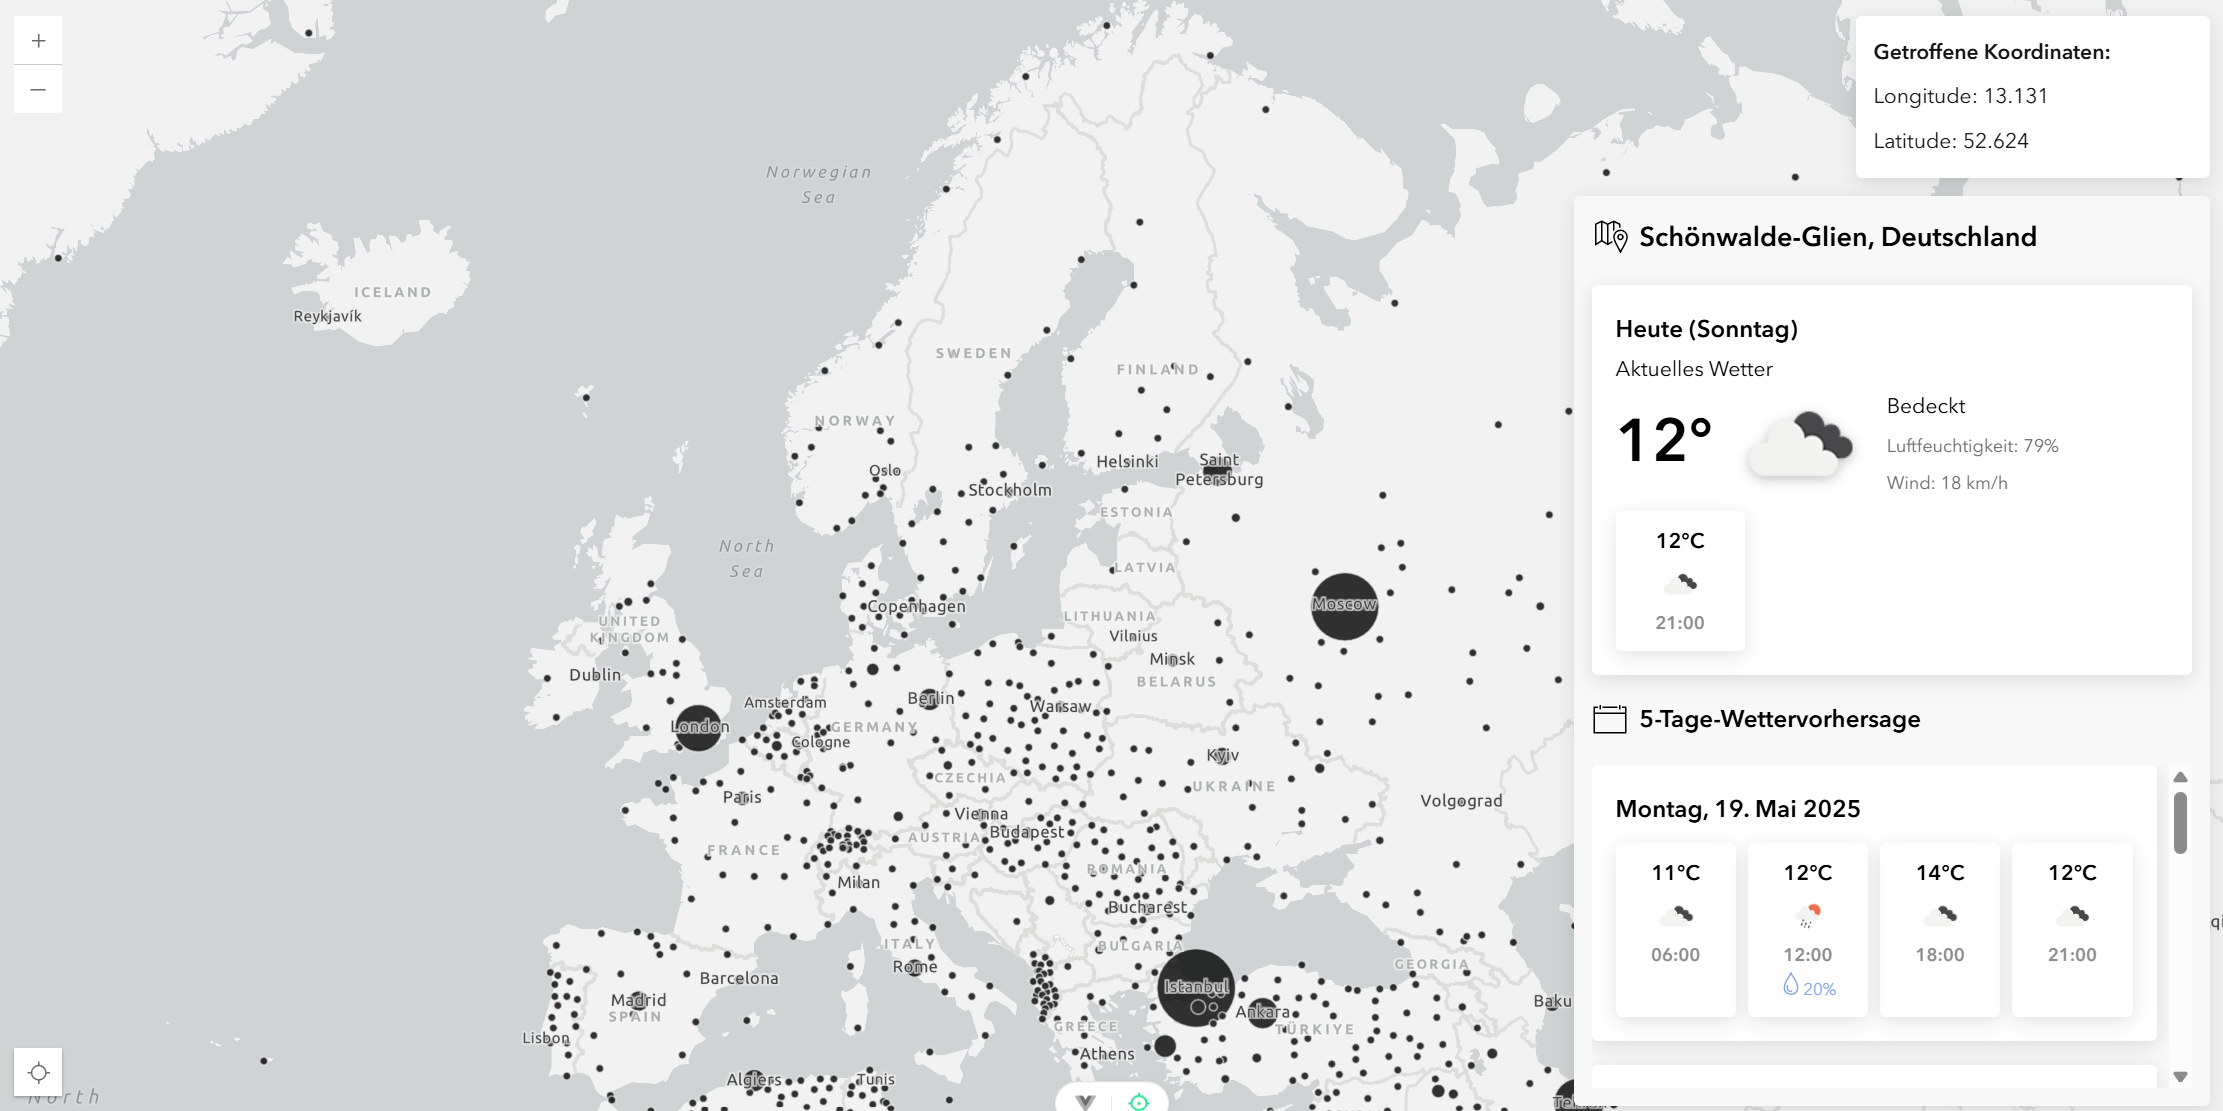 +
−
Getroffene Koordinaten:
Longitude: 13.131
Latitude: 52.624
Schönwalde-Glien, Deutschland
Heute (Sonntag)
Aktuelles Wetter
12°
Bedeckt
Luftfeuchtigkeit: 79%
Wind: 18 km/h
12°C
21:00
5-Tage-Wettervorhersage
Montag, 19. Mai 2025
11°C
06:00
12°C
12:00
20%
14°C
18:00
12°C
21:00
Norwegian
Sea
ICELAND
Reykjavík
SWEDEN
FINLAND
NORWAY
Oslo
Helsinki
Saint
Petersburg
Stockholm
ESTONIA
North
Sea
LATVIA
Moscow
Copenhagen
LITHUANIA
UNITED
KINGDOM
Vilnius
Minsk
Dublin
BELARUS
Berlin
Amsterdam
Warsaw
London
GERMANY
Cologne
Kyiv
CZECHIA
UKRAINE
Paris
Volgograd
Vienna
Budapest
AUSTRIA
FRANCE
ROMANIA
Milan
Bucharest
ITALY
BULGARIA
Rome
GEORGIA
Barcelona
Istanbul
Madrid
SPAIN
Ankara
Baku
GREECE
TÜRKIYE
Lisbon
Athens
Algiers
Tunis
North